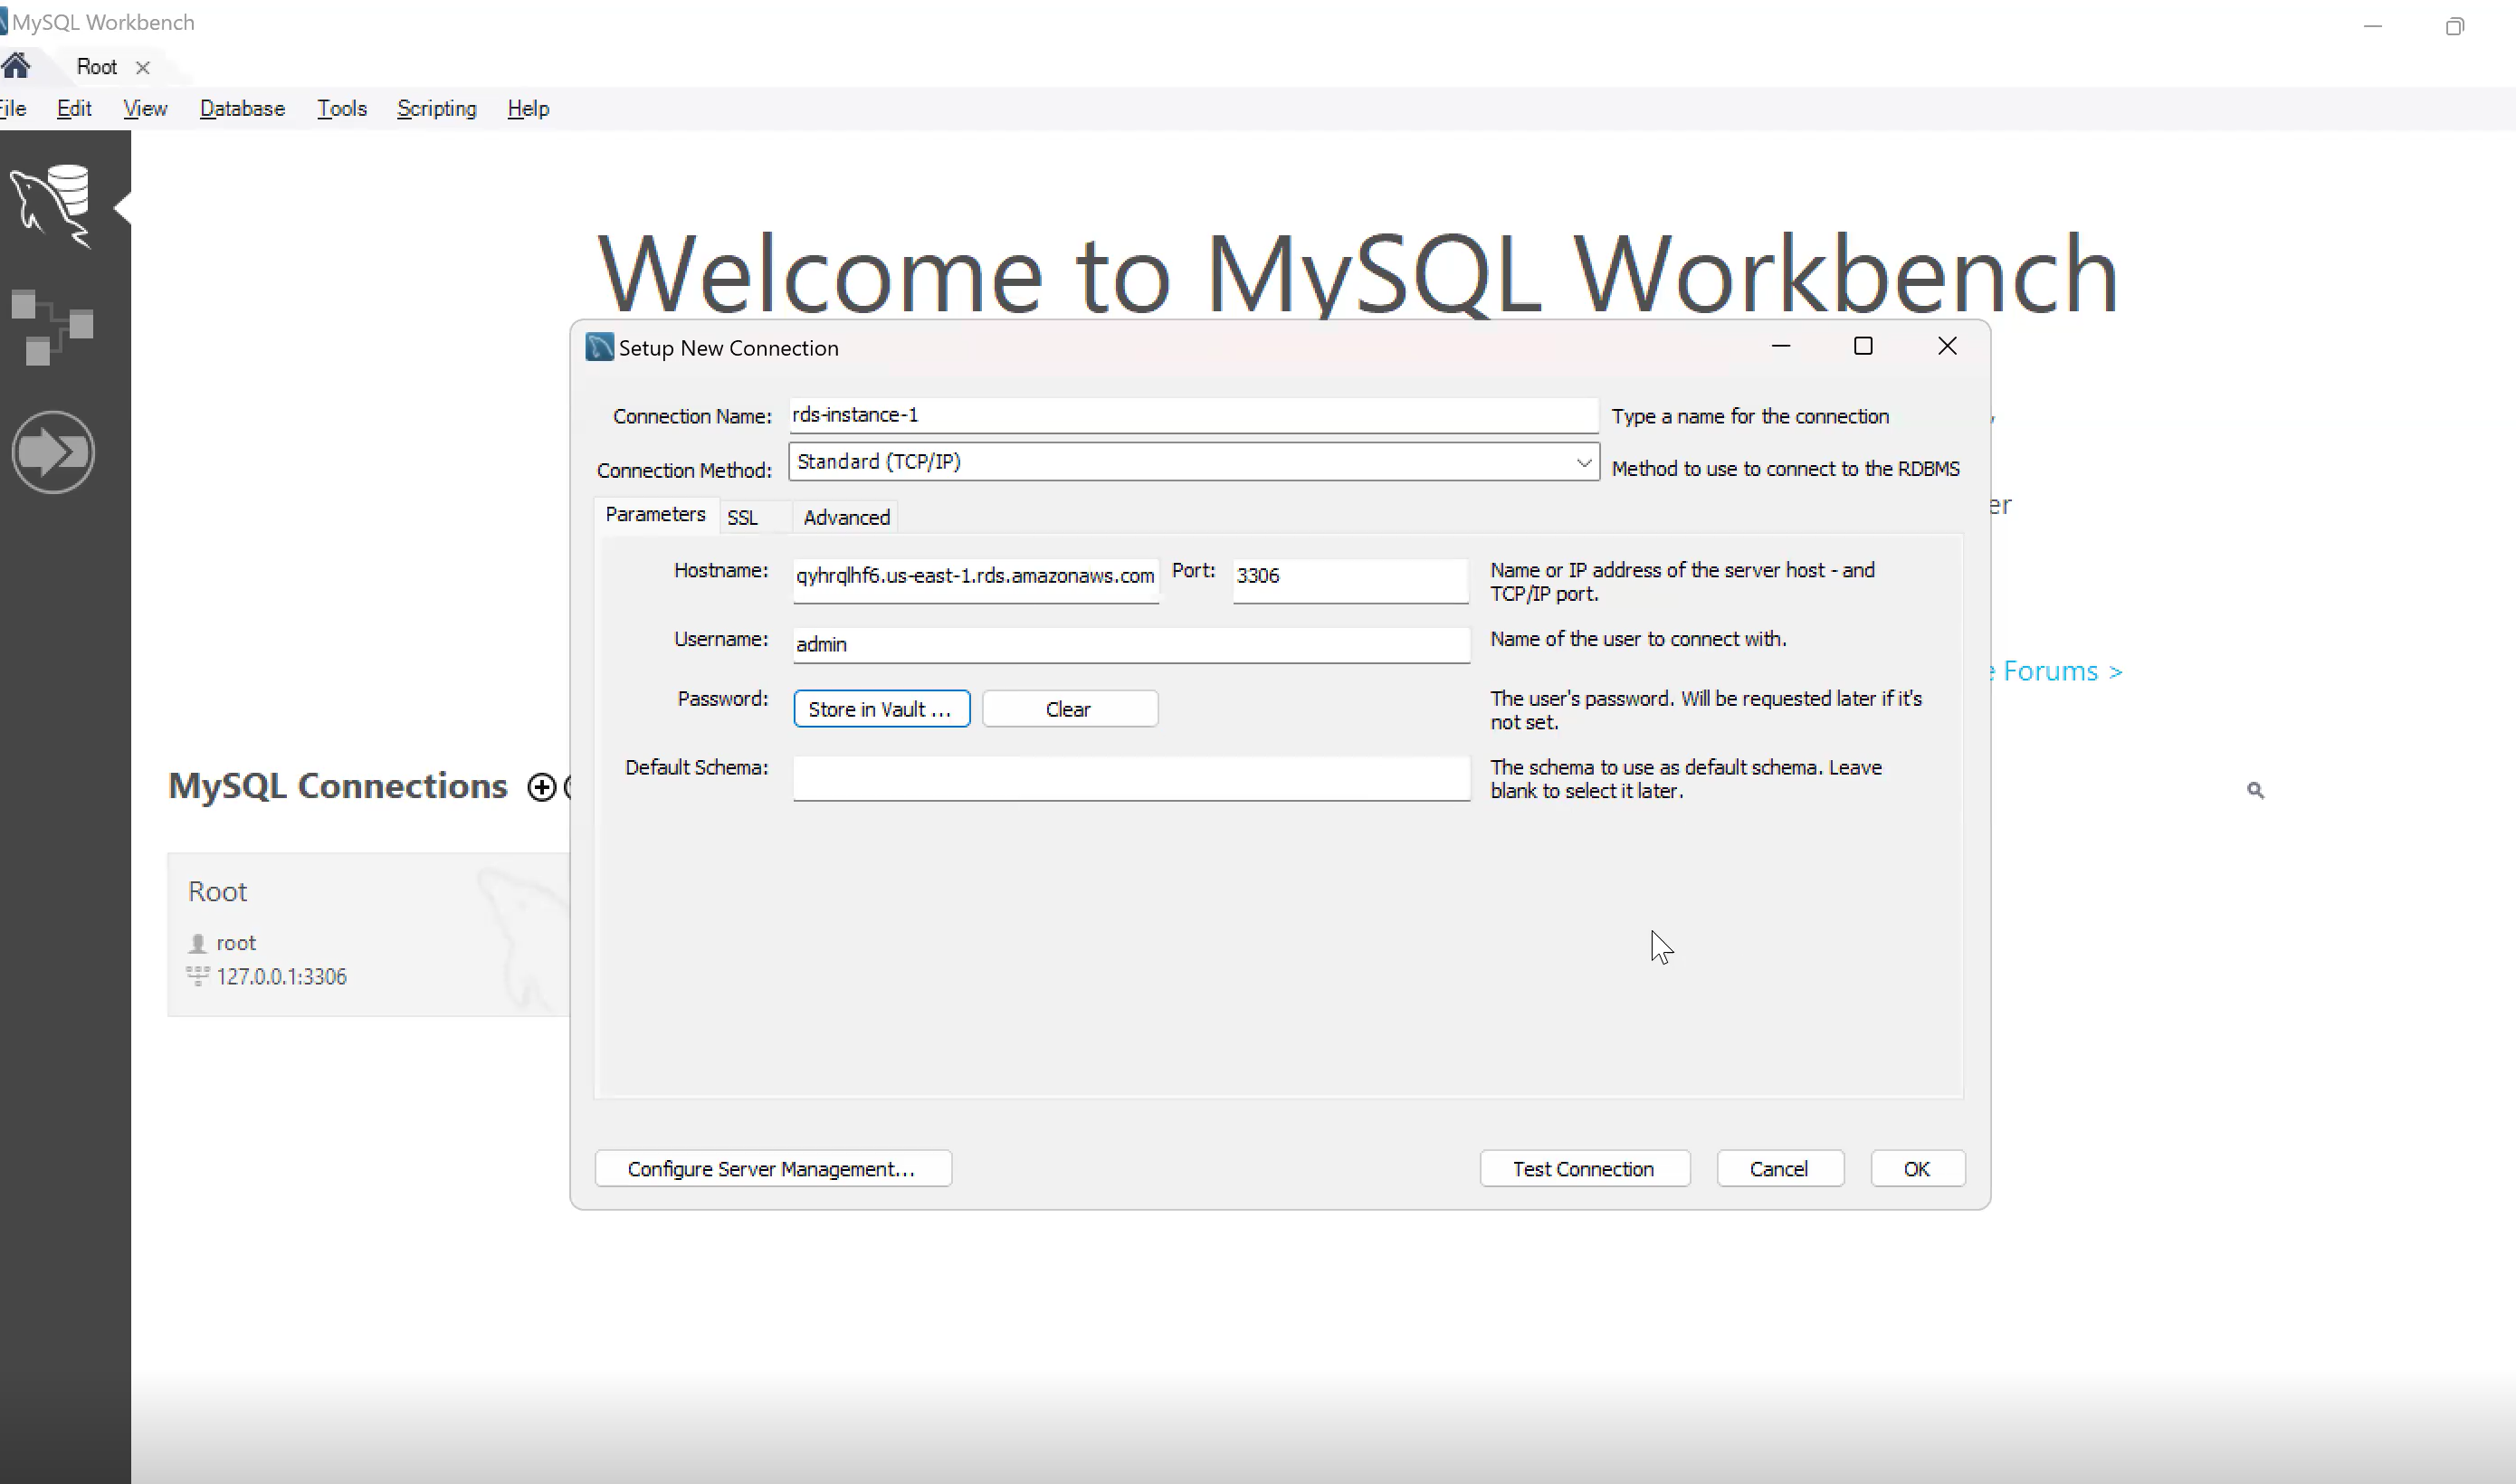 MySQL Workbench
Root
Edit View Database Tools Scripting Help
Welcome to MySQL Workbench
Setup New Connection
Connection Name: rds-instance-1 Type a name for the connection
Connection Method: Standard (TCP/IP) Method to use to connect to the RDBMS
Parameters SSL Advanced
Hostname: qyhrqlhf6.us-east-1.rds.amazonaws.com Port: 3306 Name or IP address of the server host - and
TCP/IP port.
Username: admin Name of the user to connect with.
Password: Store in Vault ... Clear The user's password. Will be requested later if it's
not set.
Default Schema: The schema to use as default schema. Leave
blank to select it later.
Configure Server Management... Test Connection Cancel OK
er
Forums >
MySQL Connections
Root
root
127.0.0.1:3306